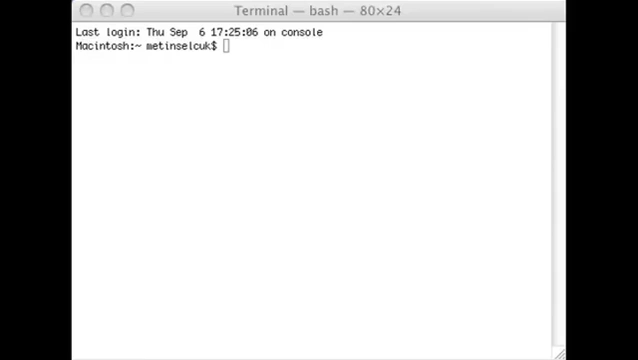 Terminal — bash — 80×24
Last login: Thu Sep  6 17:25:06 on console
Macintosh:~ metinselcuk$